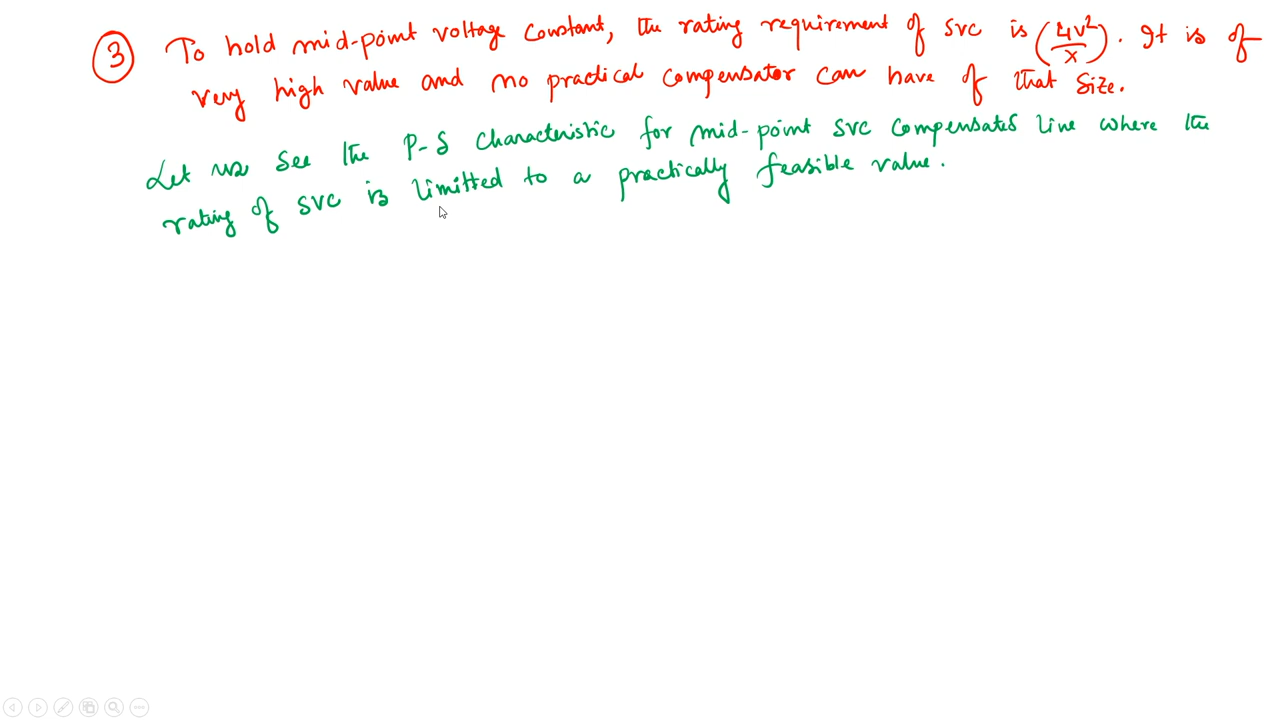 ③ To hold mid-point voltage constant, the rating requirement of SVC is (4V²/X). It is of
very high value and no practical compensator can have of that size.
Let us see the P-δ characteristic for mid-point SVC compensated line where the
rating of SVC is limitted to a practically feasible value.